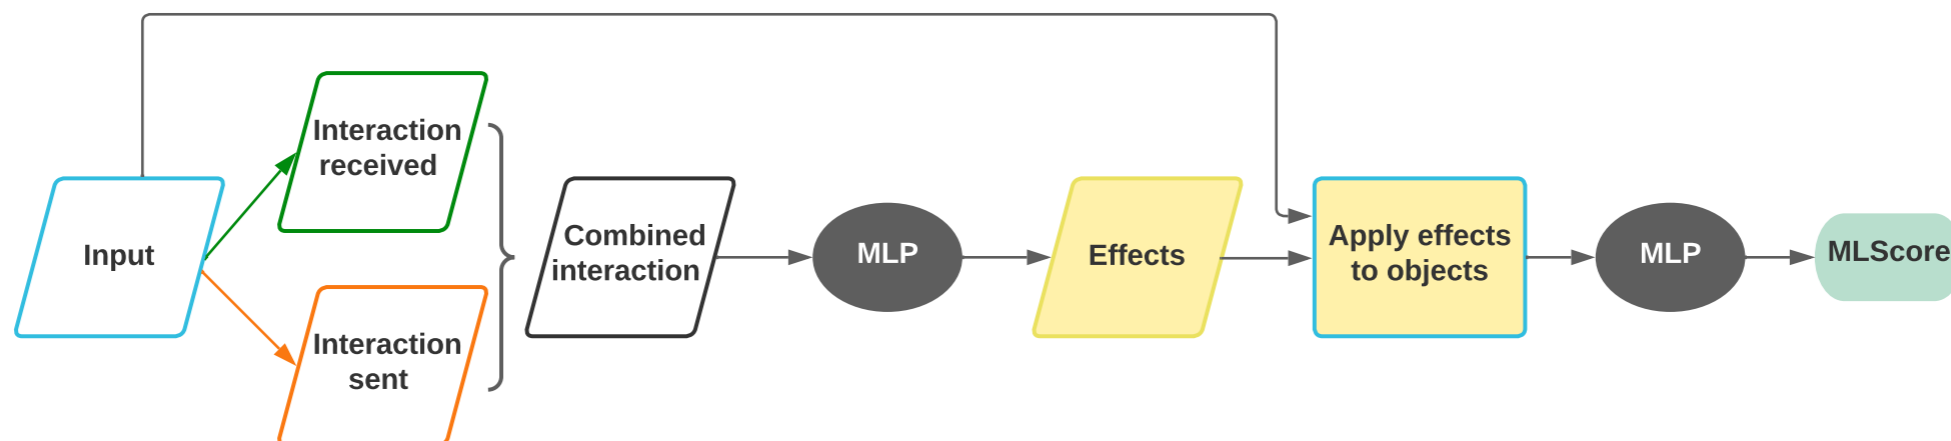 Input
Interaction
received
Interaction
sent
Combined
interaction
MLP
Effects
Apply effects
to objects
MLP
MLScore